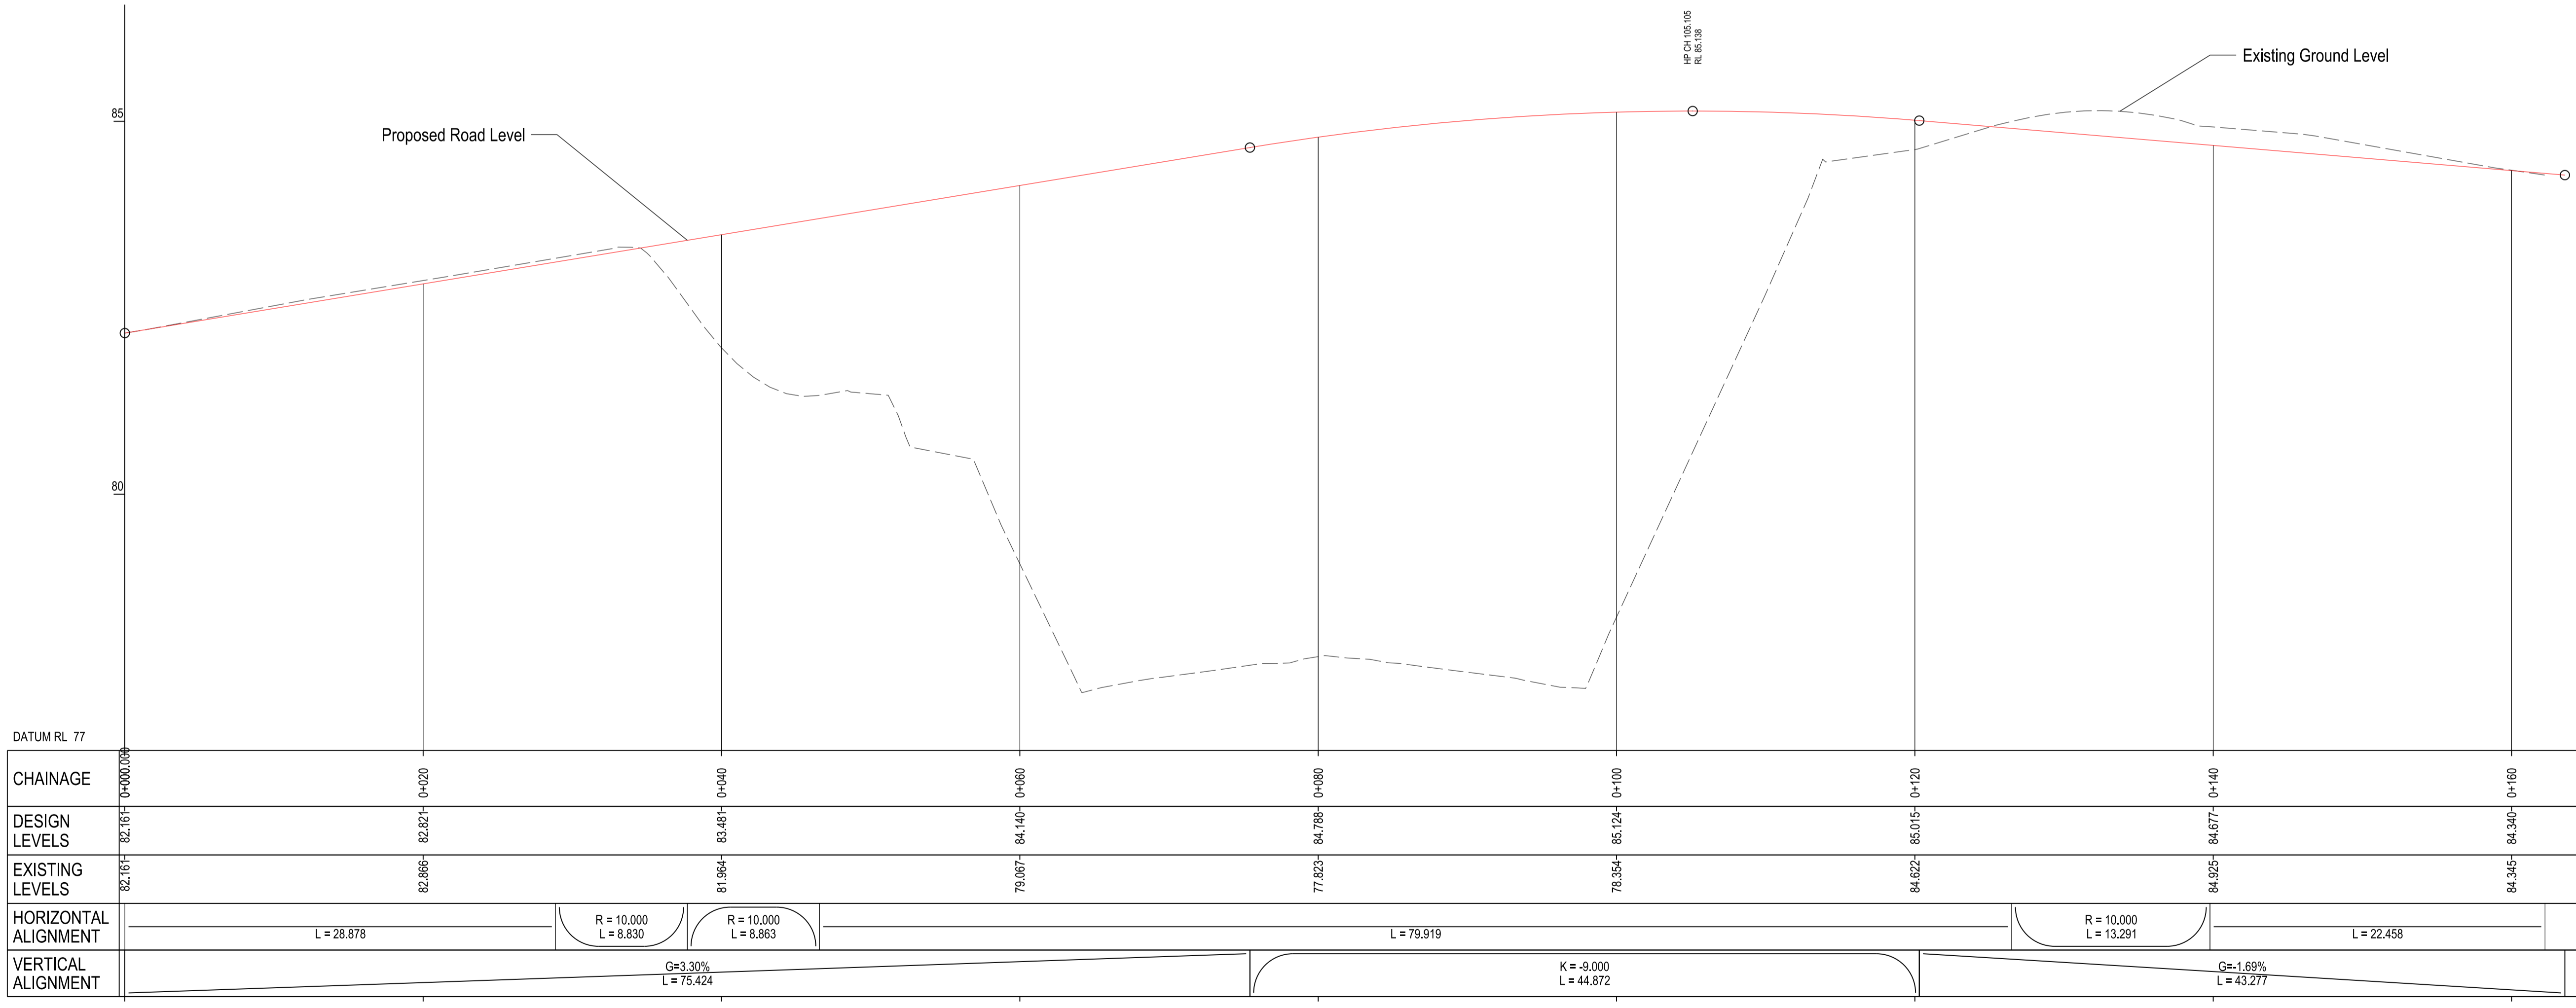 HP CH 105.105
RL 85.138
Existing Ground Level
85
Proposed Road Level
80
DATUM RL 77
CHAINAGE
0+000.000
0+020
0+040
0+060
0+080
0+100
0+120
0+140
0+160
DESIGN
LEVELS
82.161
82.821
83.481
84.140
84.788
85.124
85.015
84.677
84.340
EXISTING
LEVELS
82.161
82.866
81.964
79.067
77.823
78.354
84.622
84.925
84.345
HORIZONTAL
ALIGNMENT
L = 28.878
R = 10.000
L = 8.830
R = 10.000
L = 8.863
L = 79.919
R = 10.000
L = 13.291
L = 22.458
VERTICAL
ALIGNMENT
G=3.30%
L = 75.424
K = -9.000
L = 44.872
G=-1.69%
L = 43.277